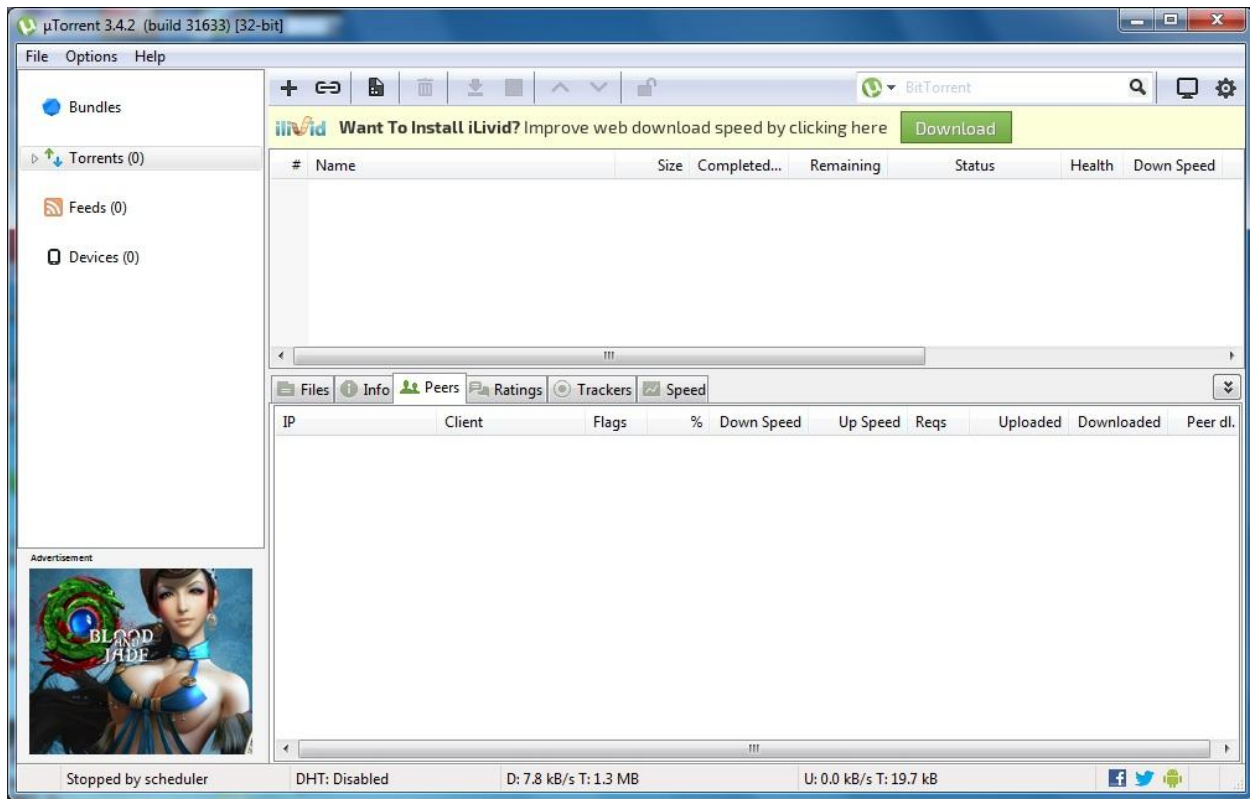 µTorrent 3.4.2 (build 31633) [32-bit]
File Options Help
BitTorrent
Bundles
iLivid Want To Install iLivid? Improve web download speed by clicking here Download
Torrents (0)
# Name Size Completed... Remaining Status Health Down Speed
Feeds (0)
Devices (0)
Files Info Peers Ratings Trackers Speed
IP Client Flags % Down Speed Up Speed Reqs Uploaded Downloaded Peer dl.
Advertisement
BLOOD
AND
JADE
Stopped by scheduler DHT: Disabled D: 7.8 kB/s T: 1.3 MB U: 0.0 kB/s T: 19.7 kB